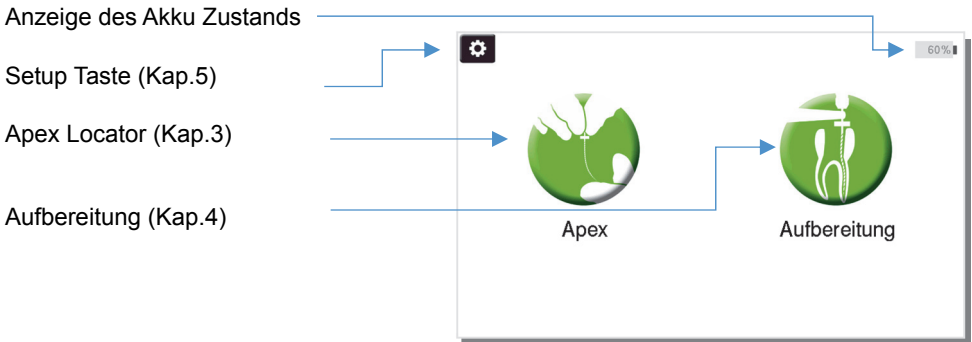 Anzeige des Akku Zustands
60%
Setup Taste (Kap.5)
Apex Locator (Kap.3)
Aufbereitung (Kap.4)
Apex
Aufbereitung